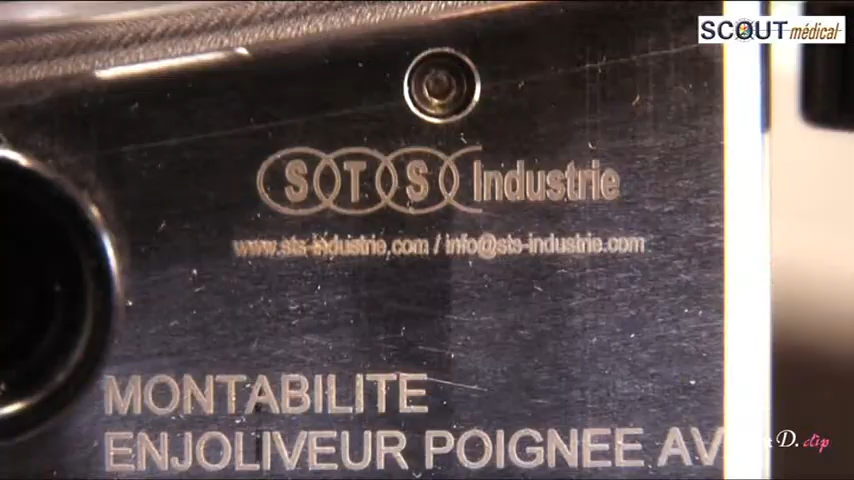 SCOUT médical
STS Industrie
www.sts-industrie.com / info@sts-industrie.com
MONTABILITE
ENJOLIVEUR POIGNEE AV
D. clip